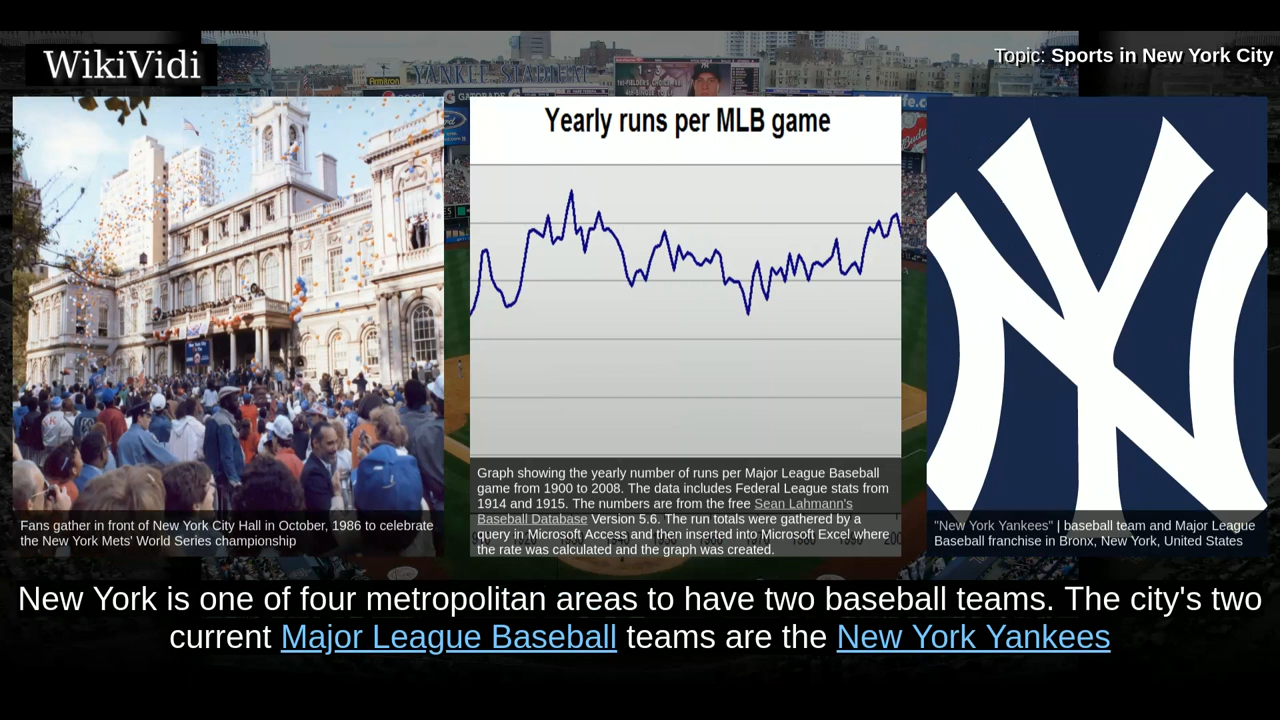 WikiVidi
Topic: Sports in New York City
Armitron
YANKEE STADIUM
GATORADE
Yearly runs per MLB game
Fans gather in front of New York City Hall in October, 1986 to celebrate
the New York Mets' World Series championship
Graph showing the yearly number of runs per Major League Baseball
game from 1900 to 2008. The data includes Federal League stats from
1914 and 1915. The numbers are from the free Sean Lahmann's
Baseball Database Version 5.6. The run totals were gathered by a
query in Microsoft Access and then inserted into Microsoft Excel where
the rate was calculated and the graph was created.
"New York Yankees" | baseball team and Major League
Baseball franchise in Bronx, New York, United States
New York is one of four metropolitan areas to have two baseball teams. The city's two
current Major League Baseball teams are the New York Yankees